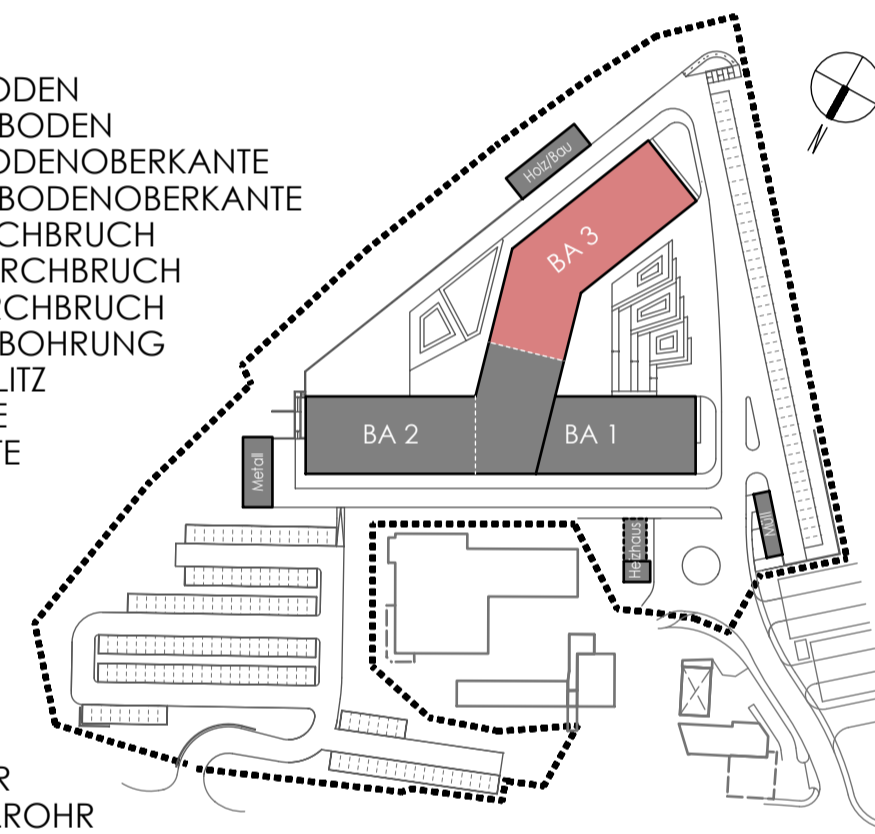 ODEN
BODEN
ODENOBERKANTE
BODENOBERKANTE
CHBRUCH
RCHBRUCH
RCHBRUCH
BOHRUNG
LITZ
E
TE
R
ROHR
N
Holz/Bau
BA 3
BA 2
BA 1
Metall
Heizhaus
Müll